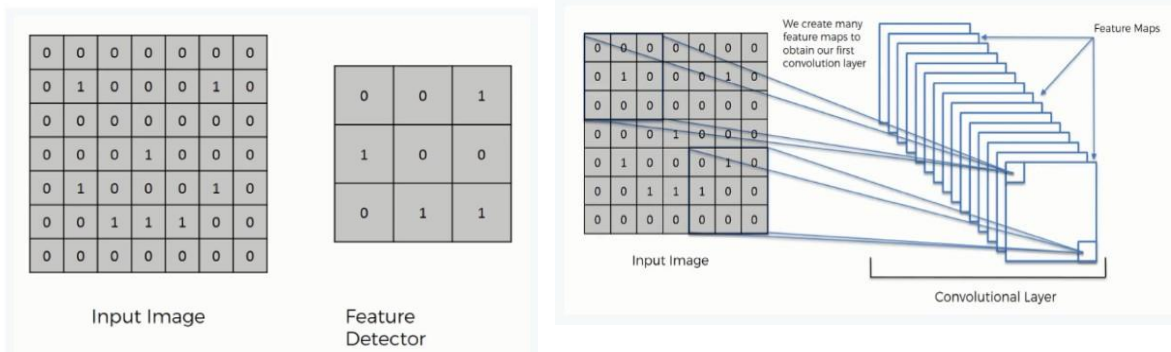 0 0 0 0 0 0 0
0 1 0 0 0 1 0
0 0 0 0 0 0 0
0 0 0 1 0 0 0
0 1 0 0 0 1 0
0 0 1 1 1 0 0
0 0 0 0 0 0 0
Input Image
0 0 1
1 0 0
0 1 1
Feature
Detector
We create many
feature maps to
obtain our first
convolution layer
Feature Maps
0 0 0 0 0 0 0
0 1 0 0 0 1 0
0 0 0 0 0 0 0
0 0 0 1 0 0 0
0 1 0 0 0 1 0
0 0 1 1 1 0 0
0 0 0 0 0 0 0
Input Image
Convolutional Layer